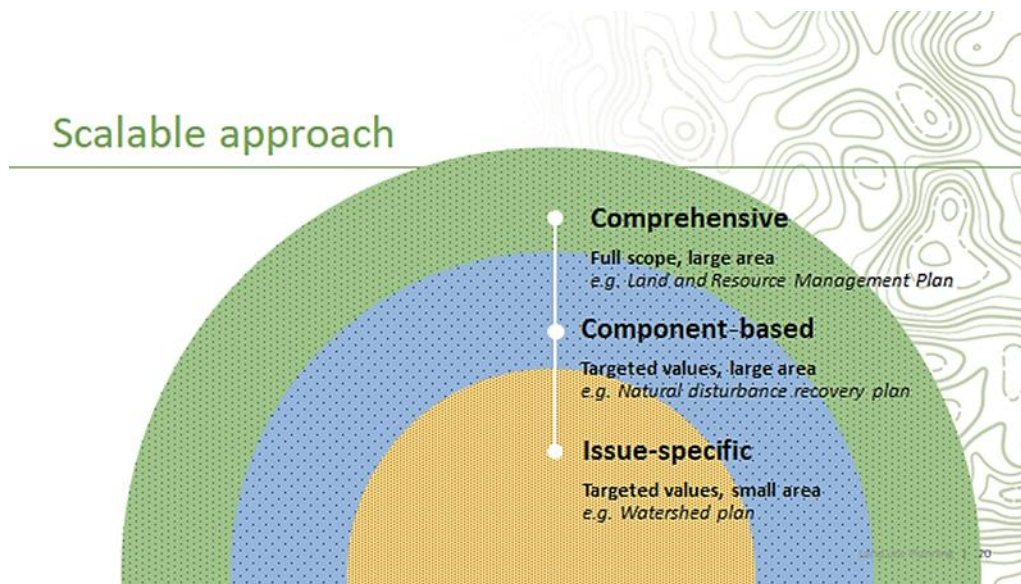 Scalable approach
Comprehensive
Full scope, large area
e.g. Land and Resource Management Plan
Component-based
Targeted values, large area
e.g. Natural disturbance recovery plan
Issue-specific
Targeted values, small area
e.g. Watershed plan
| 20